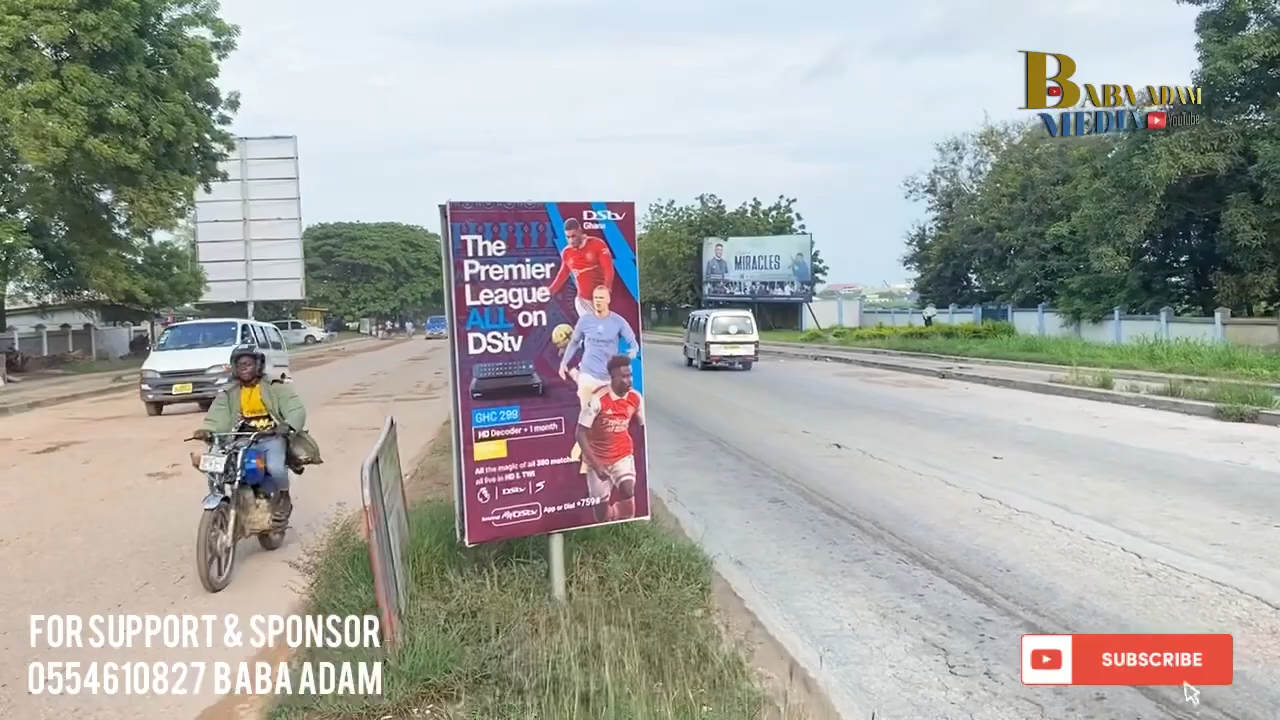 BABA ADAM
MEDIA YouTube
DStv
Ghana
The
Premier
League
ALL on
DStv
GHC 299
HD Decoder + 1 month
All the magic of all 380 matches
all live in HD & TWI
DStv
MyDStv App or Dial *759#
MIRACLES
FOR SUPPORT & SPONSOR
0554610827 BABA ADAM
SUBSCRIBE